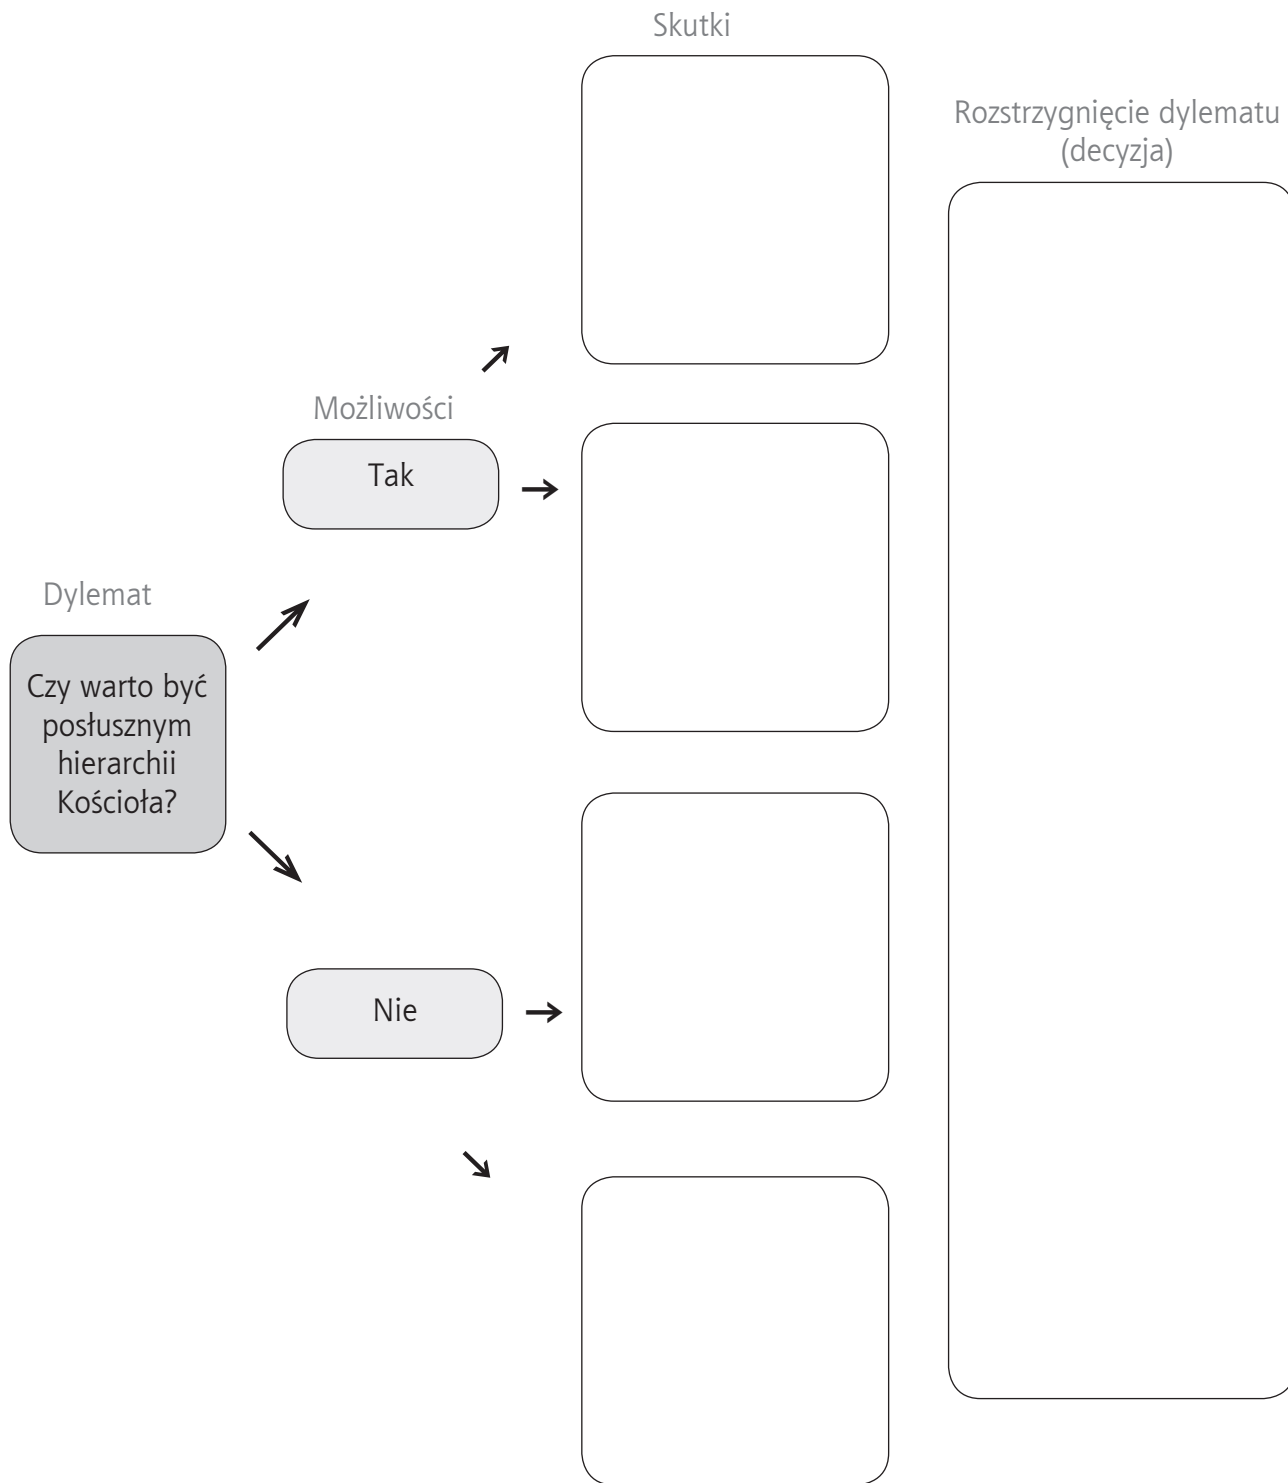 Skutki
Rozstrzygnięcie dylematu
(decyzja)
Możliwości
Tak
Dylemat
Czy warto być
posłusznym
hierarchii
Kościoła?
Nie